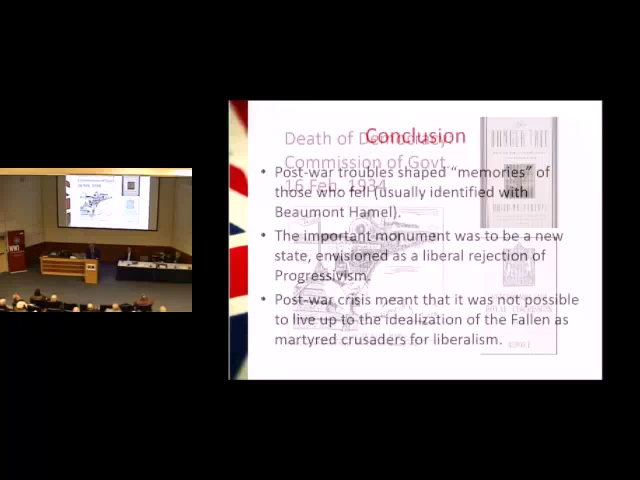 Conclusion
Death of Democracy:
Commission of Govt.
16 Feb. 1934
• Post-war troubles shaped “memories” of
those who fell (usually identified with
Beaumont Hamel).
• The important monument was to be a new
state, envisioned as a liberal rejection of
Progressivism.
• Post-war crisis meant that it was not possible
to live up to the idealization of the Fallen as
martyred crusaders for liberalism.